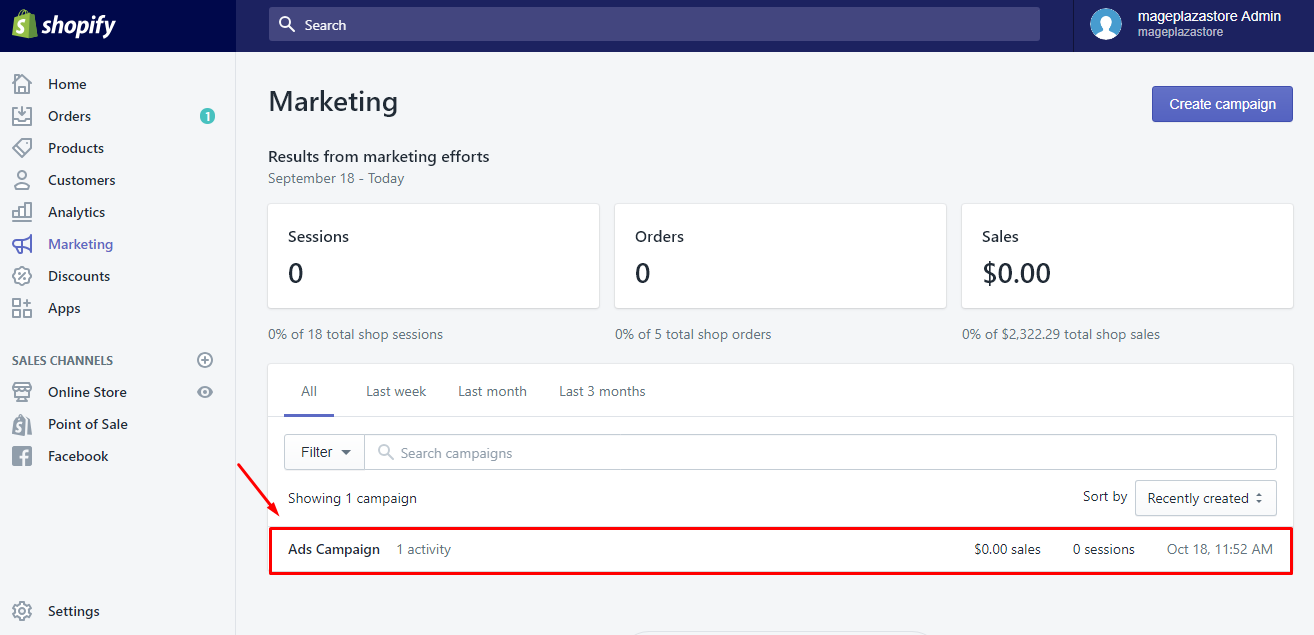 shopify
Search
mageplazastore Admin
mageplazastore
Home
Orders 1
Products
Customers
Analytics
Marketing
Discounts
Apps
SALES CHANNELS
Online Store
Point of Sale
Facebook
Settings
Marketing
Create campaign
Results from marketing efforts
September 18 - Today
Sessions
0
0% of 18 total shop sessions
Orders
0
0% of 5 total shop orders
Sales
$0.00
0% of $2,322.29 total shop sales
All Last week Last month Last 3 months
Filter Search campaigns
Showing 1 campaign Sort by Recently created
Ads Campaign 1 activity $0.00 sales 0 sessions Oct 18, 11:52 AM